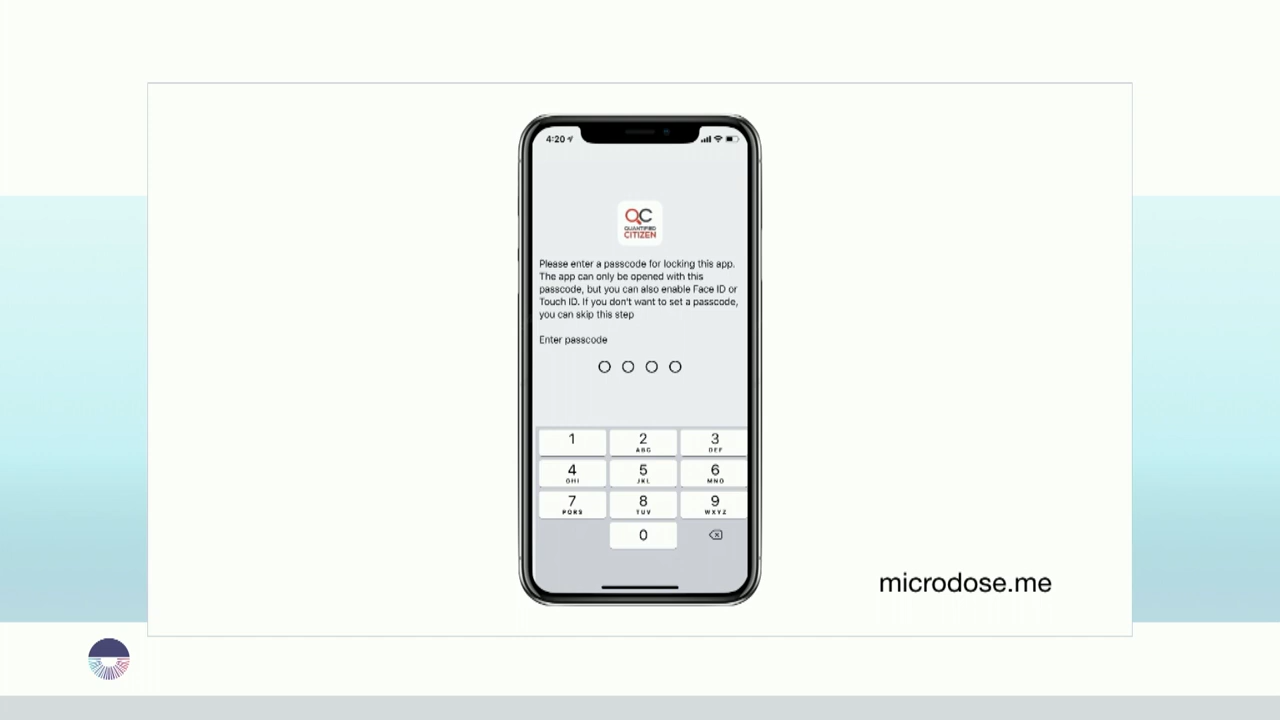 4:20
QC
QUANTIFIED
CITIZEN
Please enter a passcode for locking this app.
The app can only be opened with this
passcode, but you can also enable Face ID or
Touch ID. If you don't want to set a passcode,
you can skip this step
Enter passcode
1 2 3
ABC DEF
4 5 6
GHI JKL MNO
7 8 9
PQRS TUV WXYZ
0
microdose.me